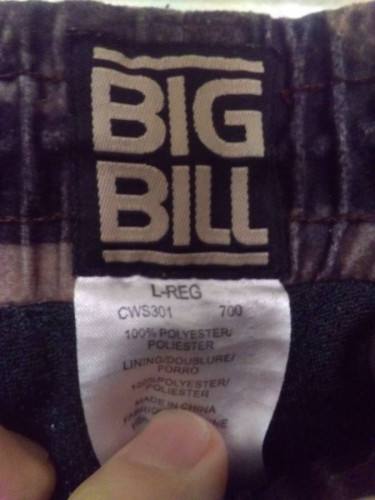 BIG
BILL
L-REG
CWS301 700
100% POLYESTER/
POLIESTER
LINING/DOUBLURE/
FORRO
100%POLYESTER/
POLIESTER
MADE IN CHINA